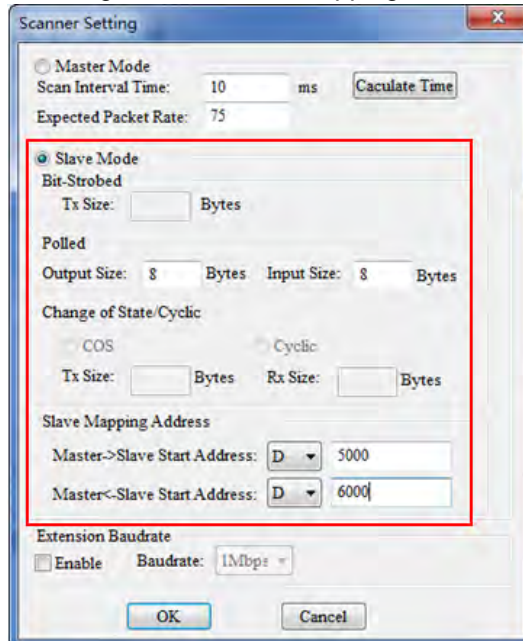 Scanner Setting
Master Mode
Scan Interval Time: 10 ms Caculate Time
Expected Packet Rate: 75
Slave Mode
Bit-Strobed
Tx Size: Bytes
Polled
Output Size: 8 Bytes Input Size: 8 Bytes
Change of State/Cyclic
COS Cyclic
Tx Size: Bytes Rx Size: Bytes
Slave Mapping Address
Master->Slave Start Address: D 5000
Master<-Slave Start Address: D 6000
Extension Baudrate
Enable Baudrate: 1Mbps
OK Cancel